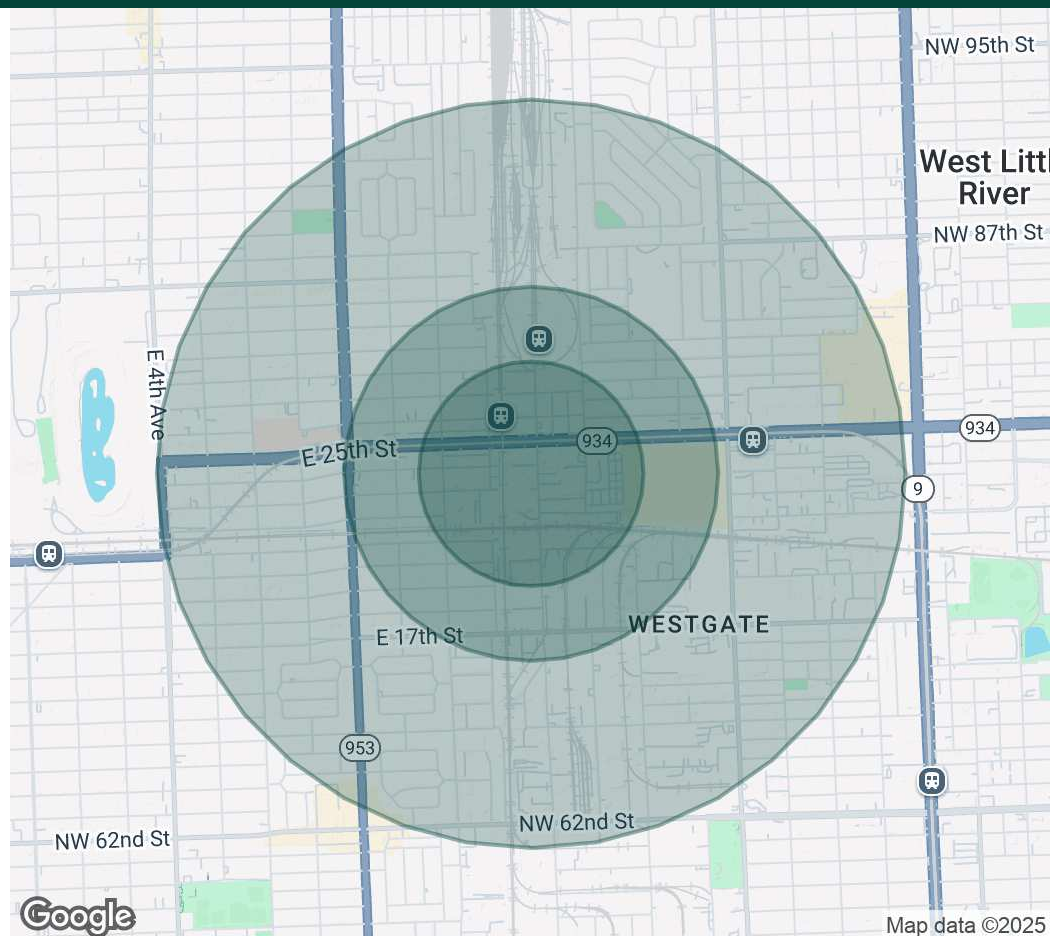 NW 95th St
West Littl
River
NW 87th St
E 4th Ave
934
934
E 25th St
9
WESTGATE
E 17th St
953
NW 62nd St
NW 62nd St
Google
Map data ©2025